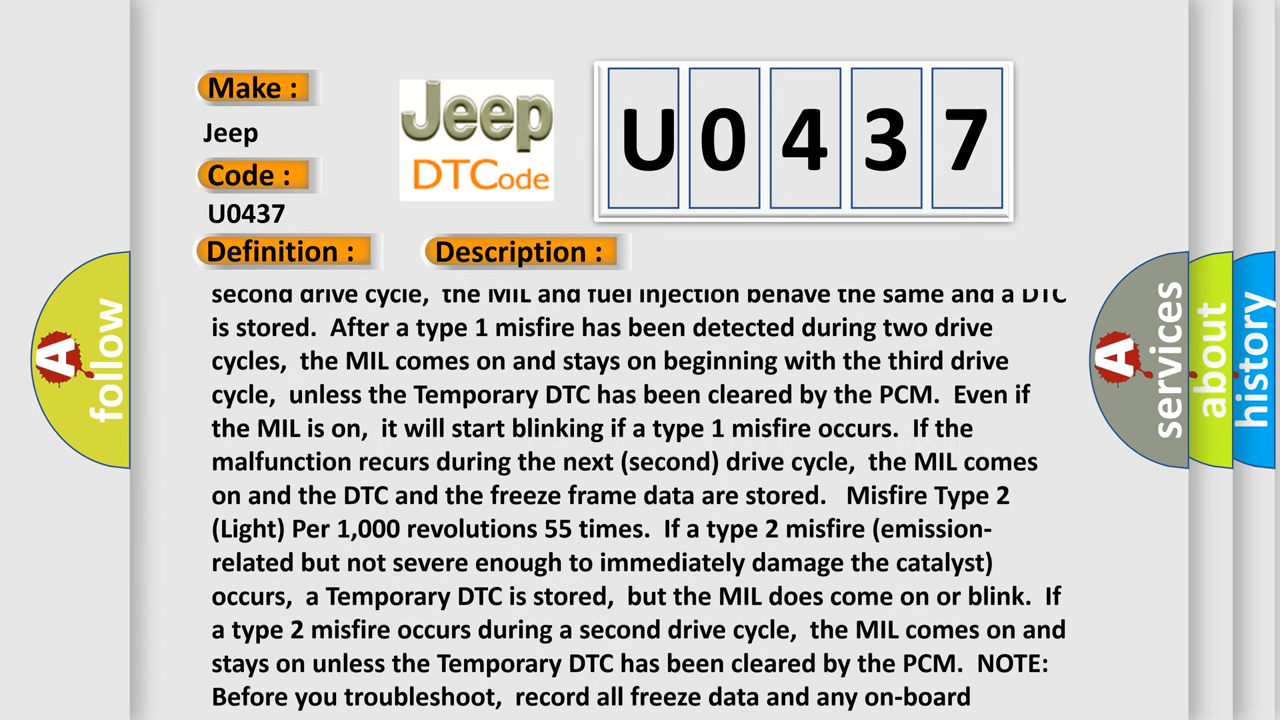 Make :
Jeep
Code :
U0437
Definition :
Description :
Jeep
DTCode
U0437
second drive cycle,  the MIL and fuel injection behave the same and a DTC
is stored.  After a type 1 misfire has been detected during two drive
cycles,  the MIL comes on and stays on beginning with the third drive
cycle,  unless the Temporary DTC has been cleared by the PCM.  Even if
the MIL is on,  it will start blinking if a type 1 misfire occurs.  If the
malfunction recurs during the next (second) drive cycle,  the MIL comes
on and the DTC and the freeze frame data are stored.   Misfire Type 2
(Light) Per 1,000 revolutions 55 times.  If a type 2 misfire (emission-
related but not severe enough to immediately damage the catalyst)
occurs,  a Temporary DTC is stored,  but the MIL does come on or blink.  If
a type 2 misfire occurs during a second drive cycle,  the MIL comes on and
stays on unless the Temporary DTC has been cleared by the PCM.  NOTE:
Before you troubleshoot,  record all freeze data and any on-board
A follow
A services
about
history